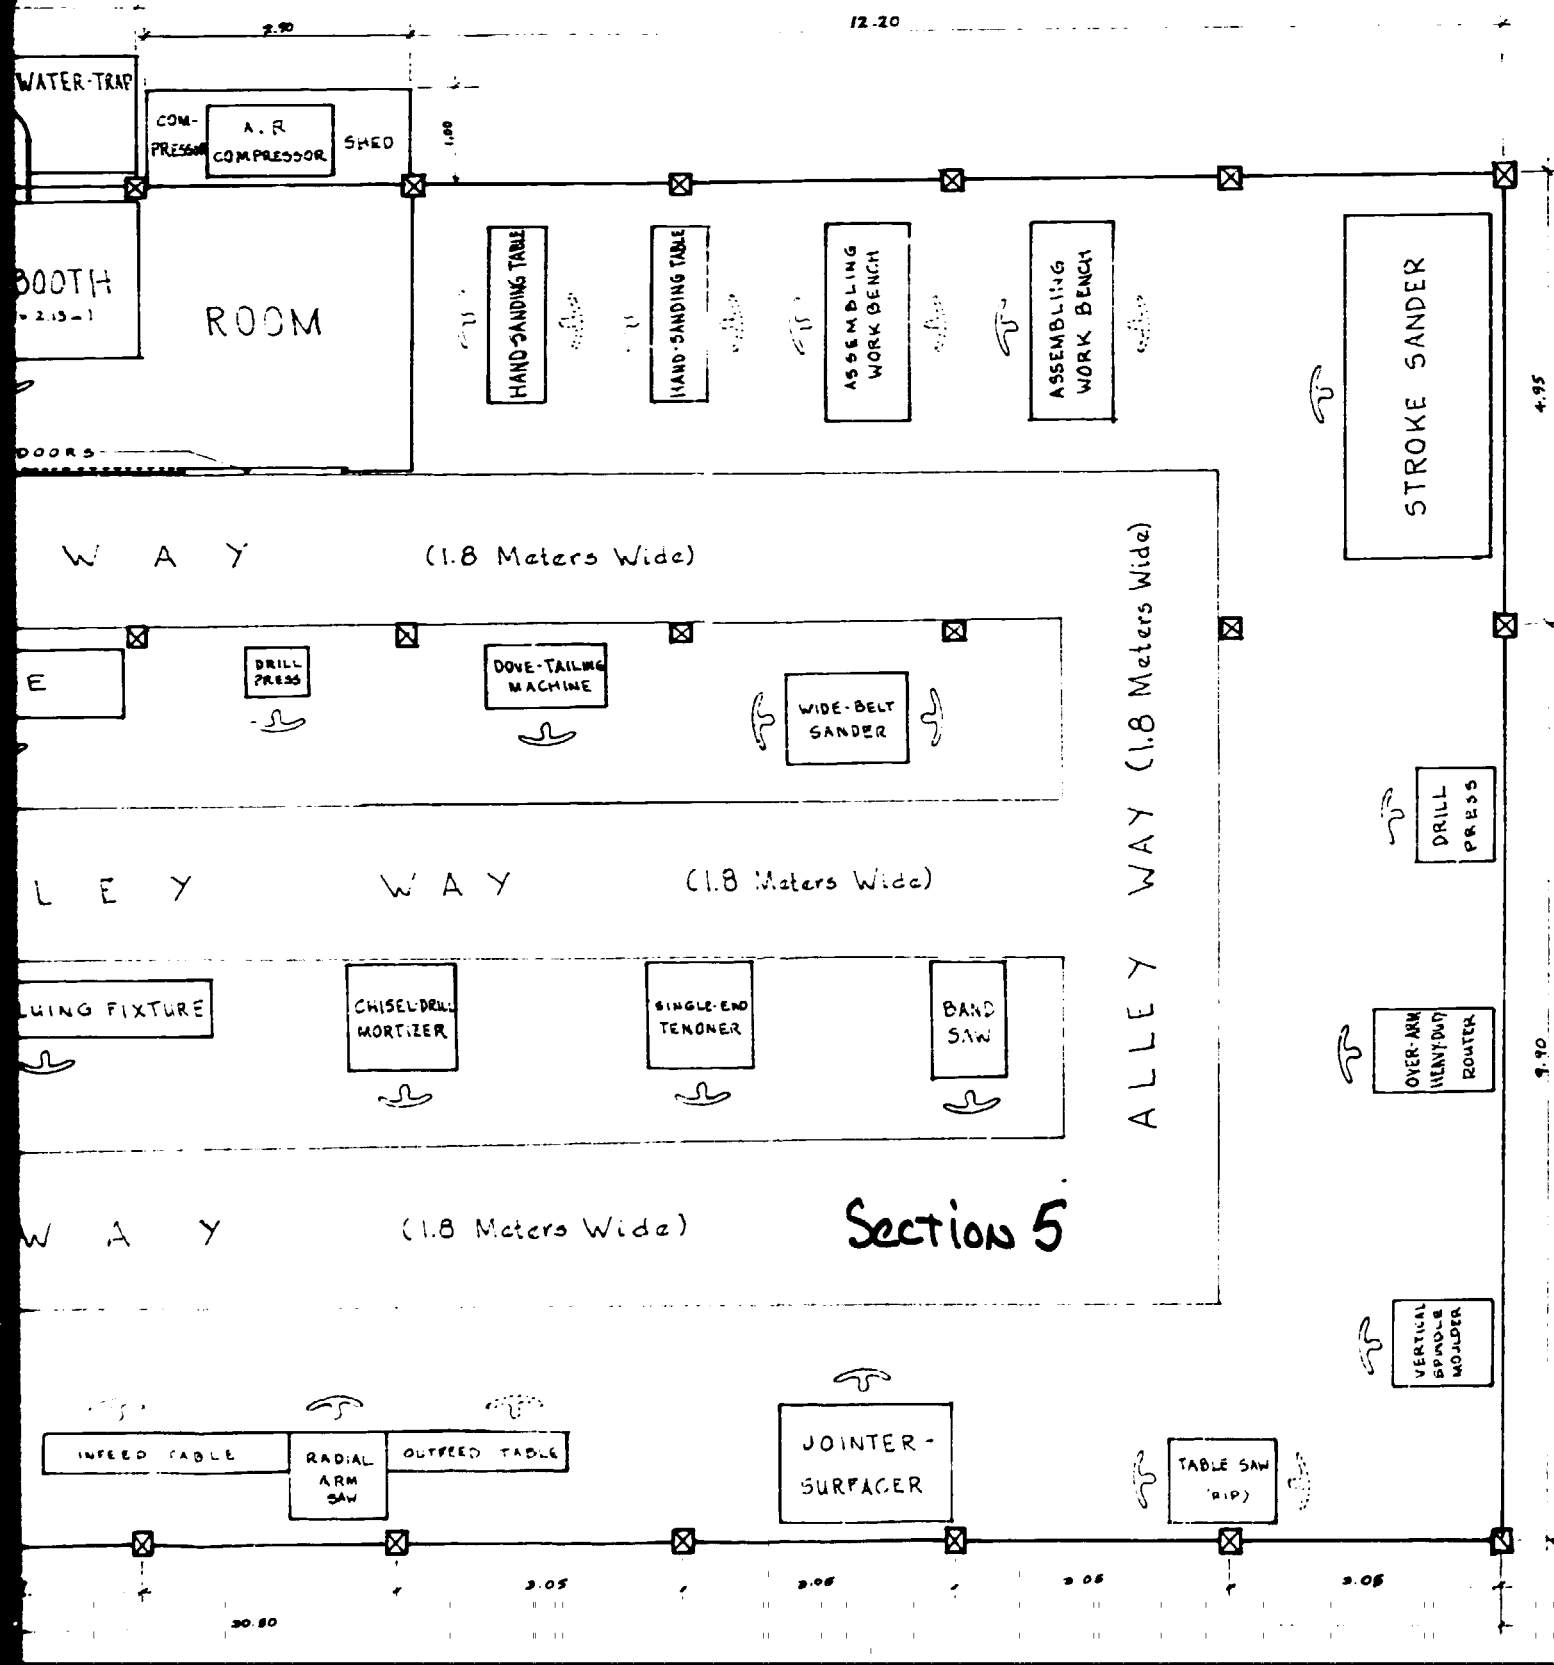 12.20
WATER-TRAP
COM-
PRESSOR
A.R
COMPRESSOR
SHED
1.00
BOOTH
ROOM
HAND-SANDING TABLE
HAND-SANDING TABLE
ASSEMBLING
WORK BENCH
ASSEMBLING
WORK BENCH
STROKE SANDER
4.95
DOORS
W A Y
(1.8 Meters Wide)
ALLEY WAY (1.8 Meters Wide)
E
DRILL
PRESS
DOVE-TAILING
MACHINE
WIDE-BELT
SANDER
DRILL
PRESS
L E Y W A Y (1.8 Meters Wide)
LUING FIXTURE
CHISEL-DRILL
MORTIZER
SINGLE-END
TENONER
BAND
SAW
OVER-ARM
HEAVY-DUTY
ROUTER
9.90
W A Y
(1.8 Meters Wide)
Section 5
VERTICAL
SPINDLE
MOULDER
INFEED TABLE
RADIAL
ARM
SAW
OUTFEED TABLE
JOINTER-
SURFACER
TABLE SAW
(RIP)
3.05
3.05
3.05
3.05